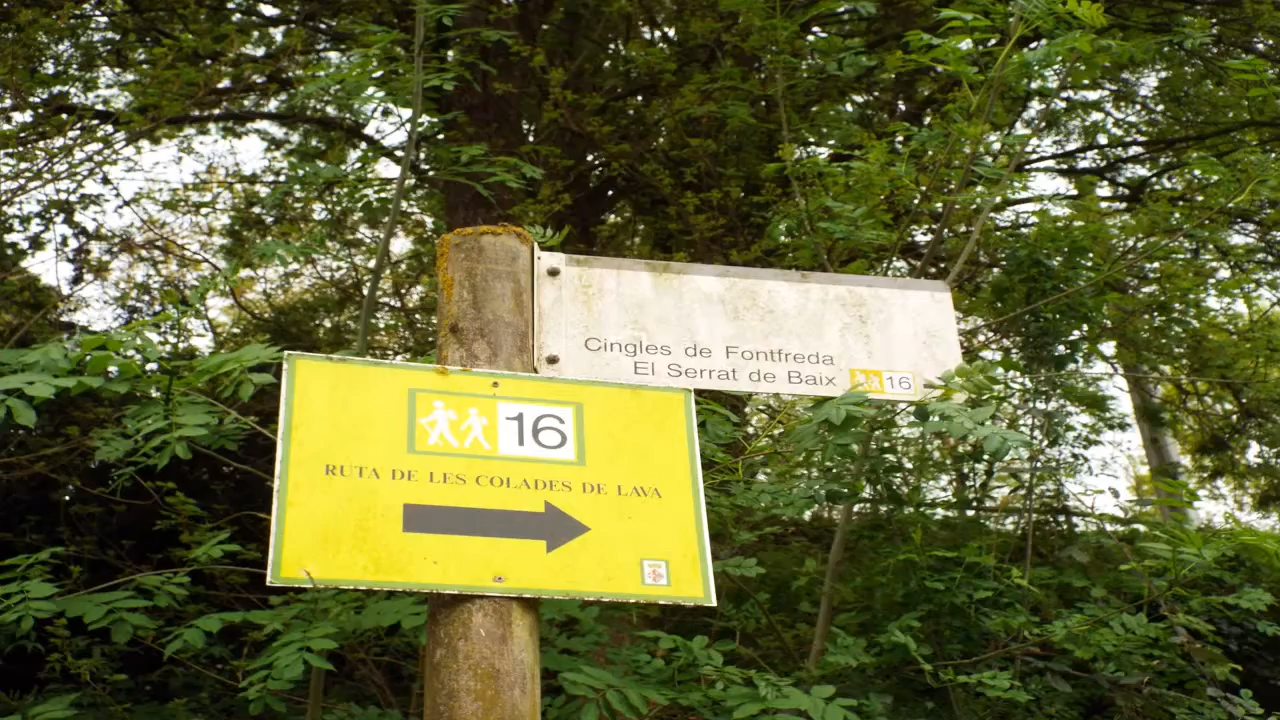 Cingles de Fontfreda
El Serrat de Baix 16
16
RUTA DE LES COLADES DE LAVA